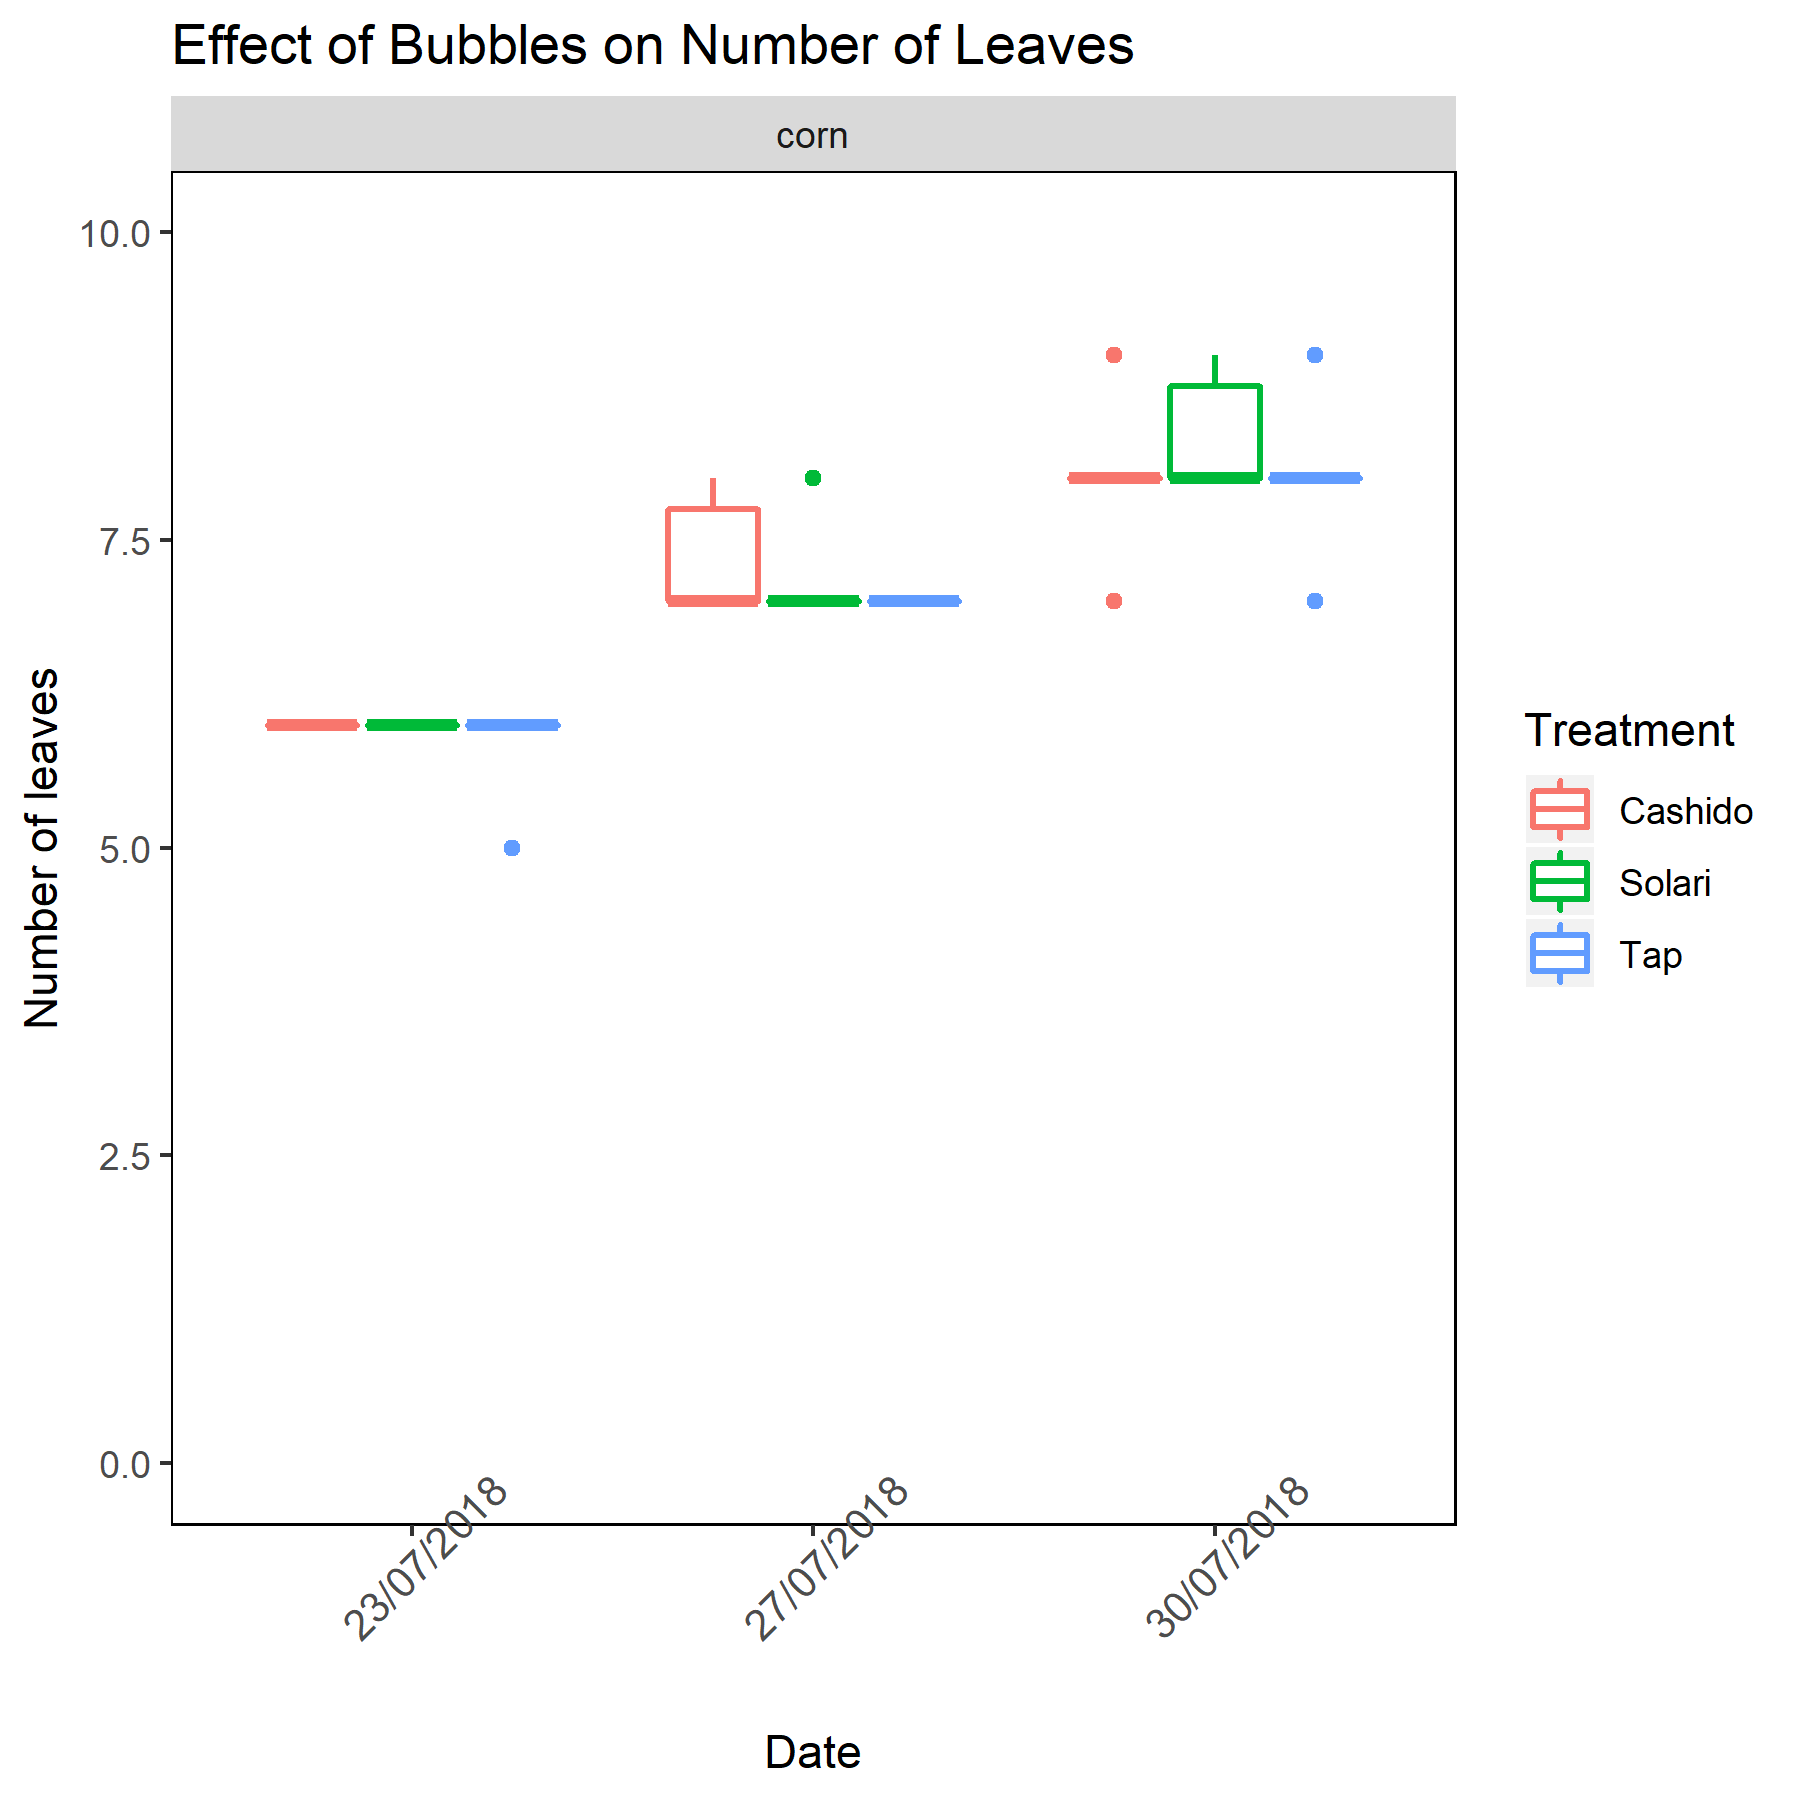 Effect of Bubbles on Number of Leaves
corn
10.0
7.5
5.0
2.5
0.0
Number of leaves
23/07/2018
27/07/2018
30/07/2018
Date
Treatment
Cashido
Solari
Tap